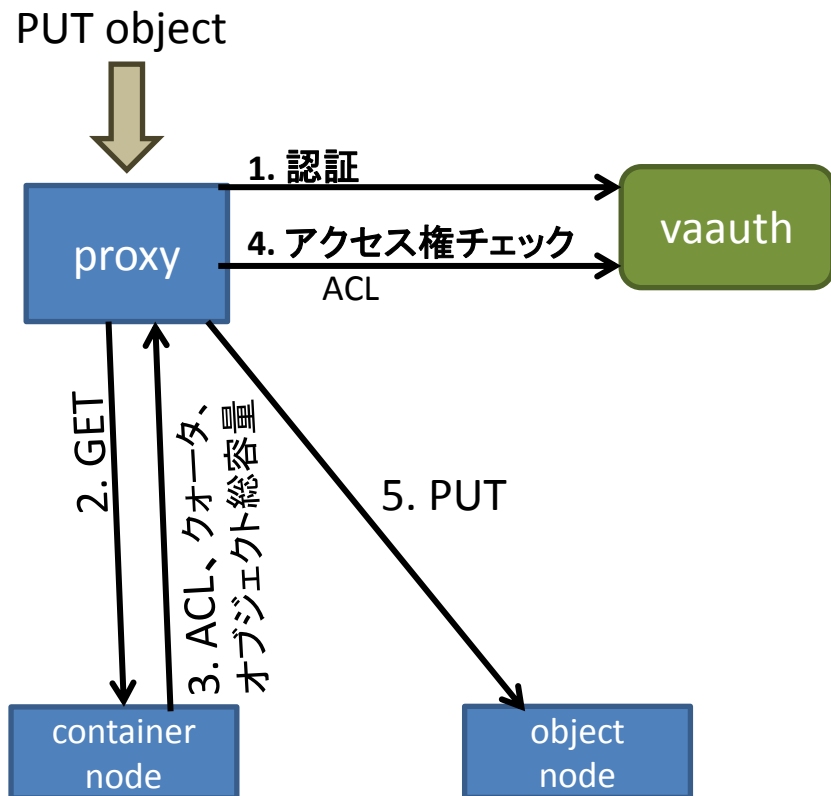 PUT object
1. 認証
proxy
4. アクセス権チェック
ACL
vaauth
2. GET
3. ACL、クォータ、
オブジェクト総容量
5. PUT
container
node
object
node